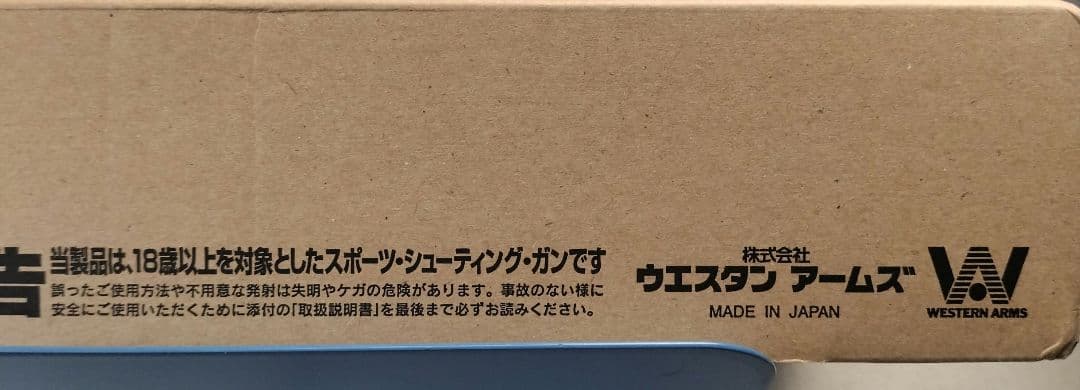 告
当製品は、18歳以上を対象としたスポーツ・シューティング・ガンです
誤ったご使用方法や不用意な発射は失明やケガの危険があります。事故のない様に
安全にご使用いただくために添付の「取扱説明書」を最後まで必ずお読みください。
株式会社
ウエスタン アームズ
MADE IN JAPAN
WESTERN ARMS